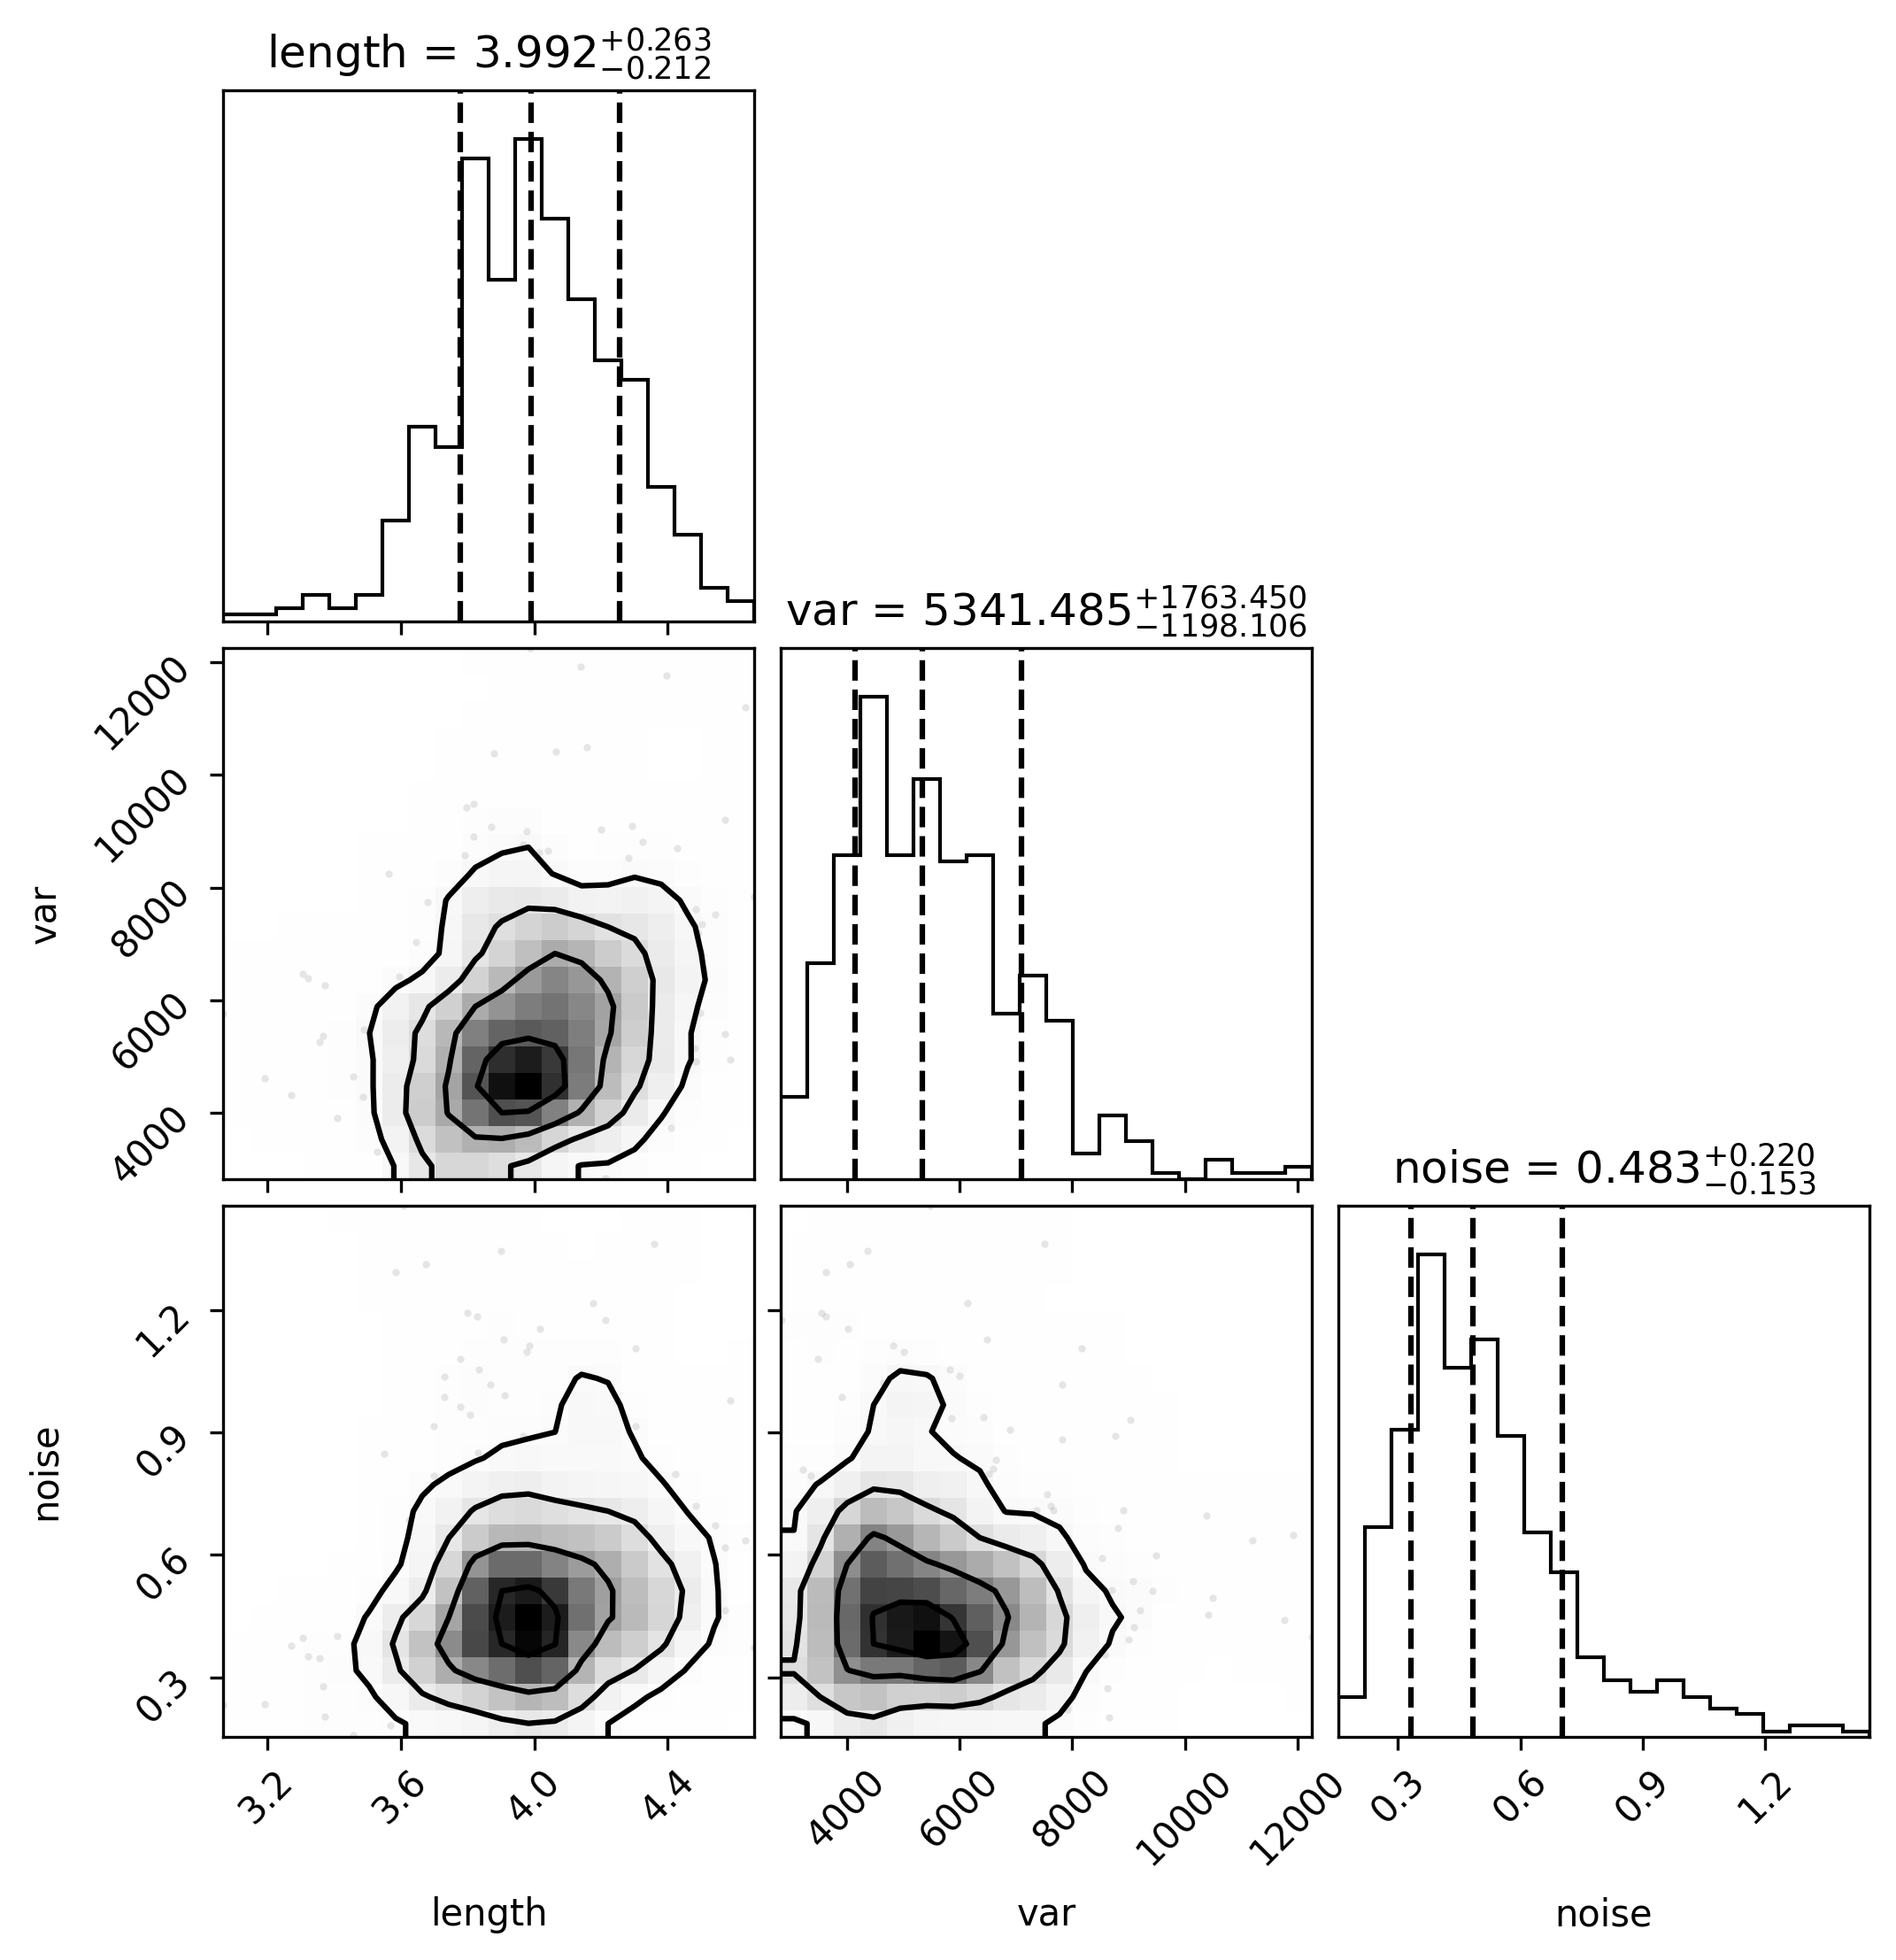 length = 3.992+0.263−0.212
var = 5341.485+1763.450−1198.106
12000
10000
8000
6000
4000
var
noise = 0.483+0.220−0.153
1.2
0.9
0.6
0.3
noise
3.2 3.6 4.0 4.4 4000 6000 8000 10000 12000 0.3 0.6 0.9 1.2
length var noise